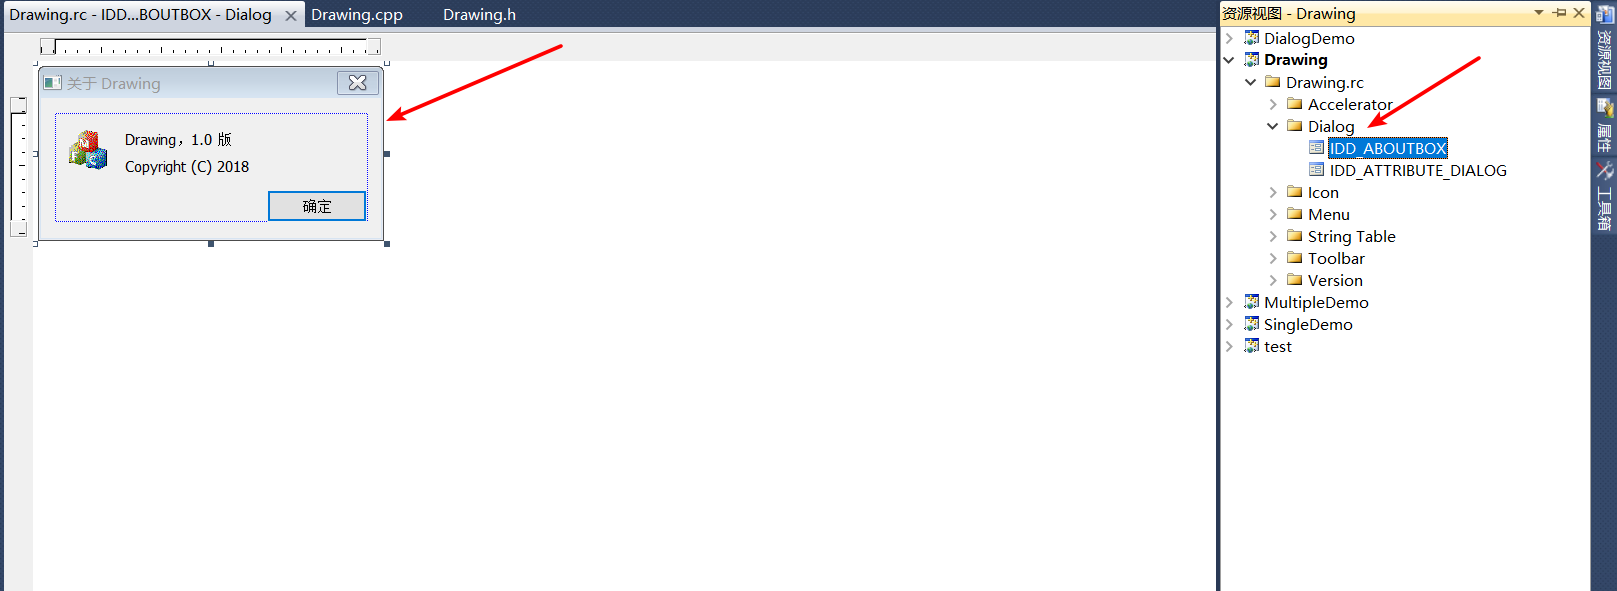 Drawing.rc - IDD...BOUTBOX - Dialog
Drawing.cpp
Drawing.h
关于 Drawing
Drawing，1.0 版
Copyright (C) 2018
确定
资源视图 - Drawing
DialogDemo
Drawing
Drawing.rc
Accelerator
Dialog
IDD_ABOUTBOX
IDD_ATTRIBUTE_DIALOG
Icon
Menu
String Table
Toolbar
Version
MultipleDemo
SingleDemo
test
资源视图
属性
工具箱